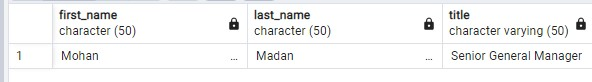 first_name last_name title
character (50) character (50) character varying (50)
1 Mohan ... Madan ... Senior General Manager